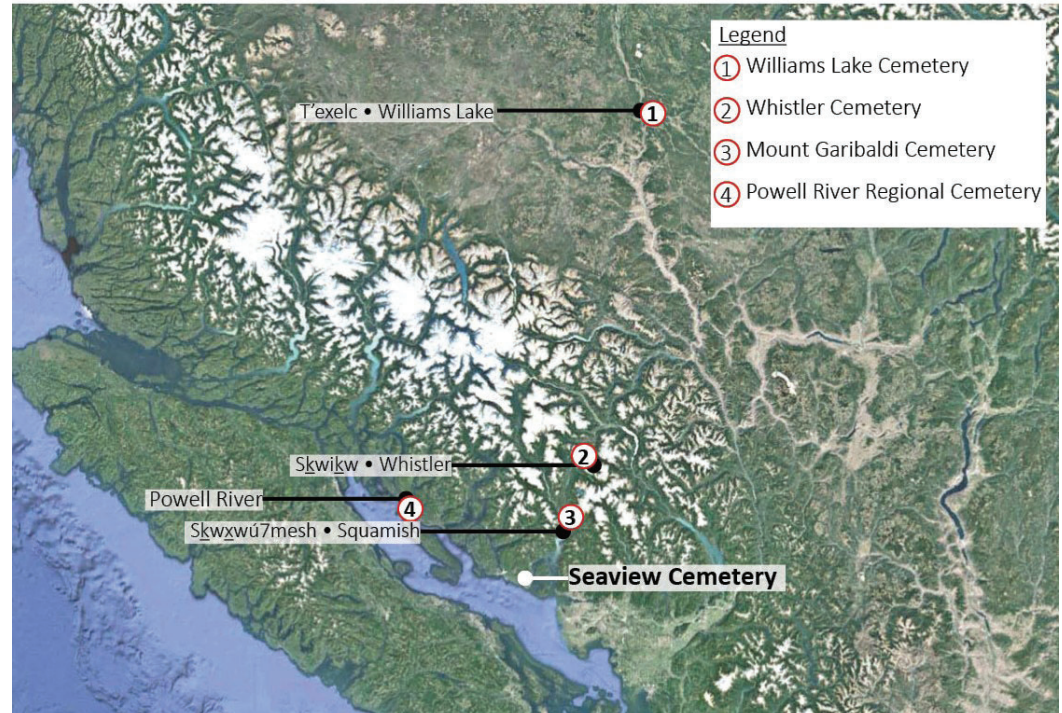 Legend
① Williams Lake Cemetery
② Whistler Cemetery
③ Mount Garibaldi Cemetery
④ Powell River Regional Cemetery
T'exelc • Williams Lake
1
Sḵwiḵw • Whistler
2
Powell River
4
Sḵwx̱wú7mesh • Squamish
3
Seaview Cemetery